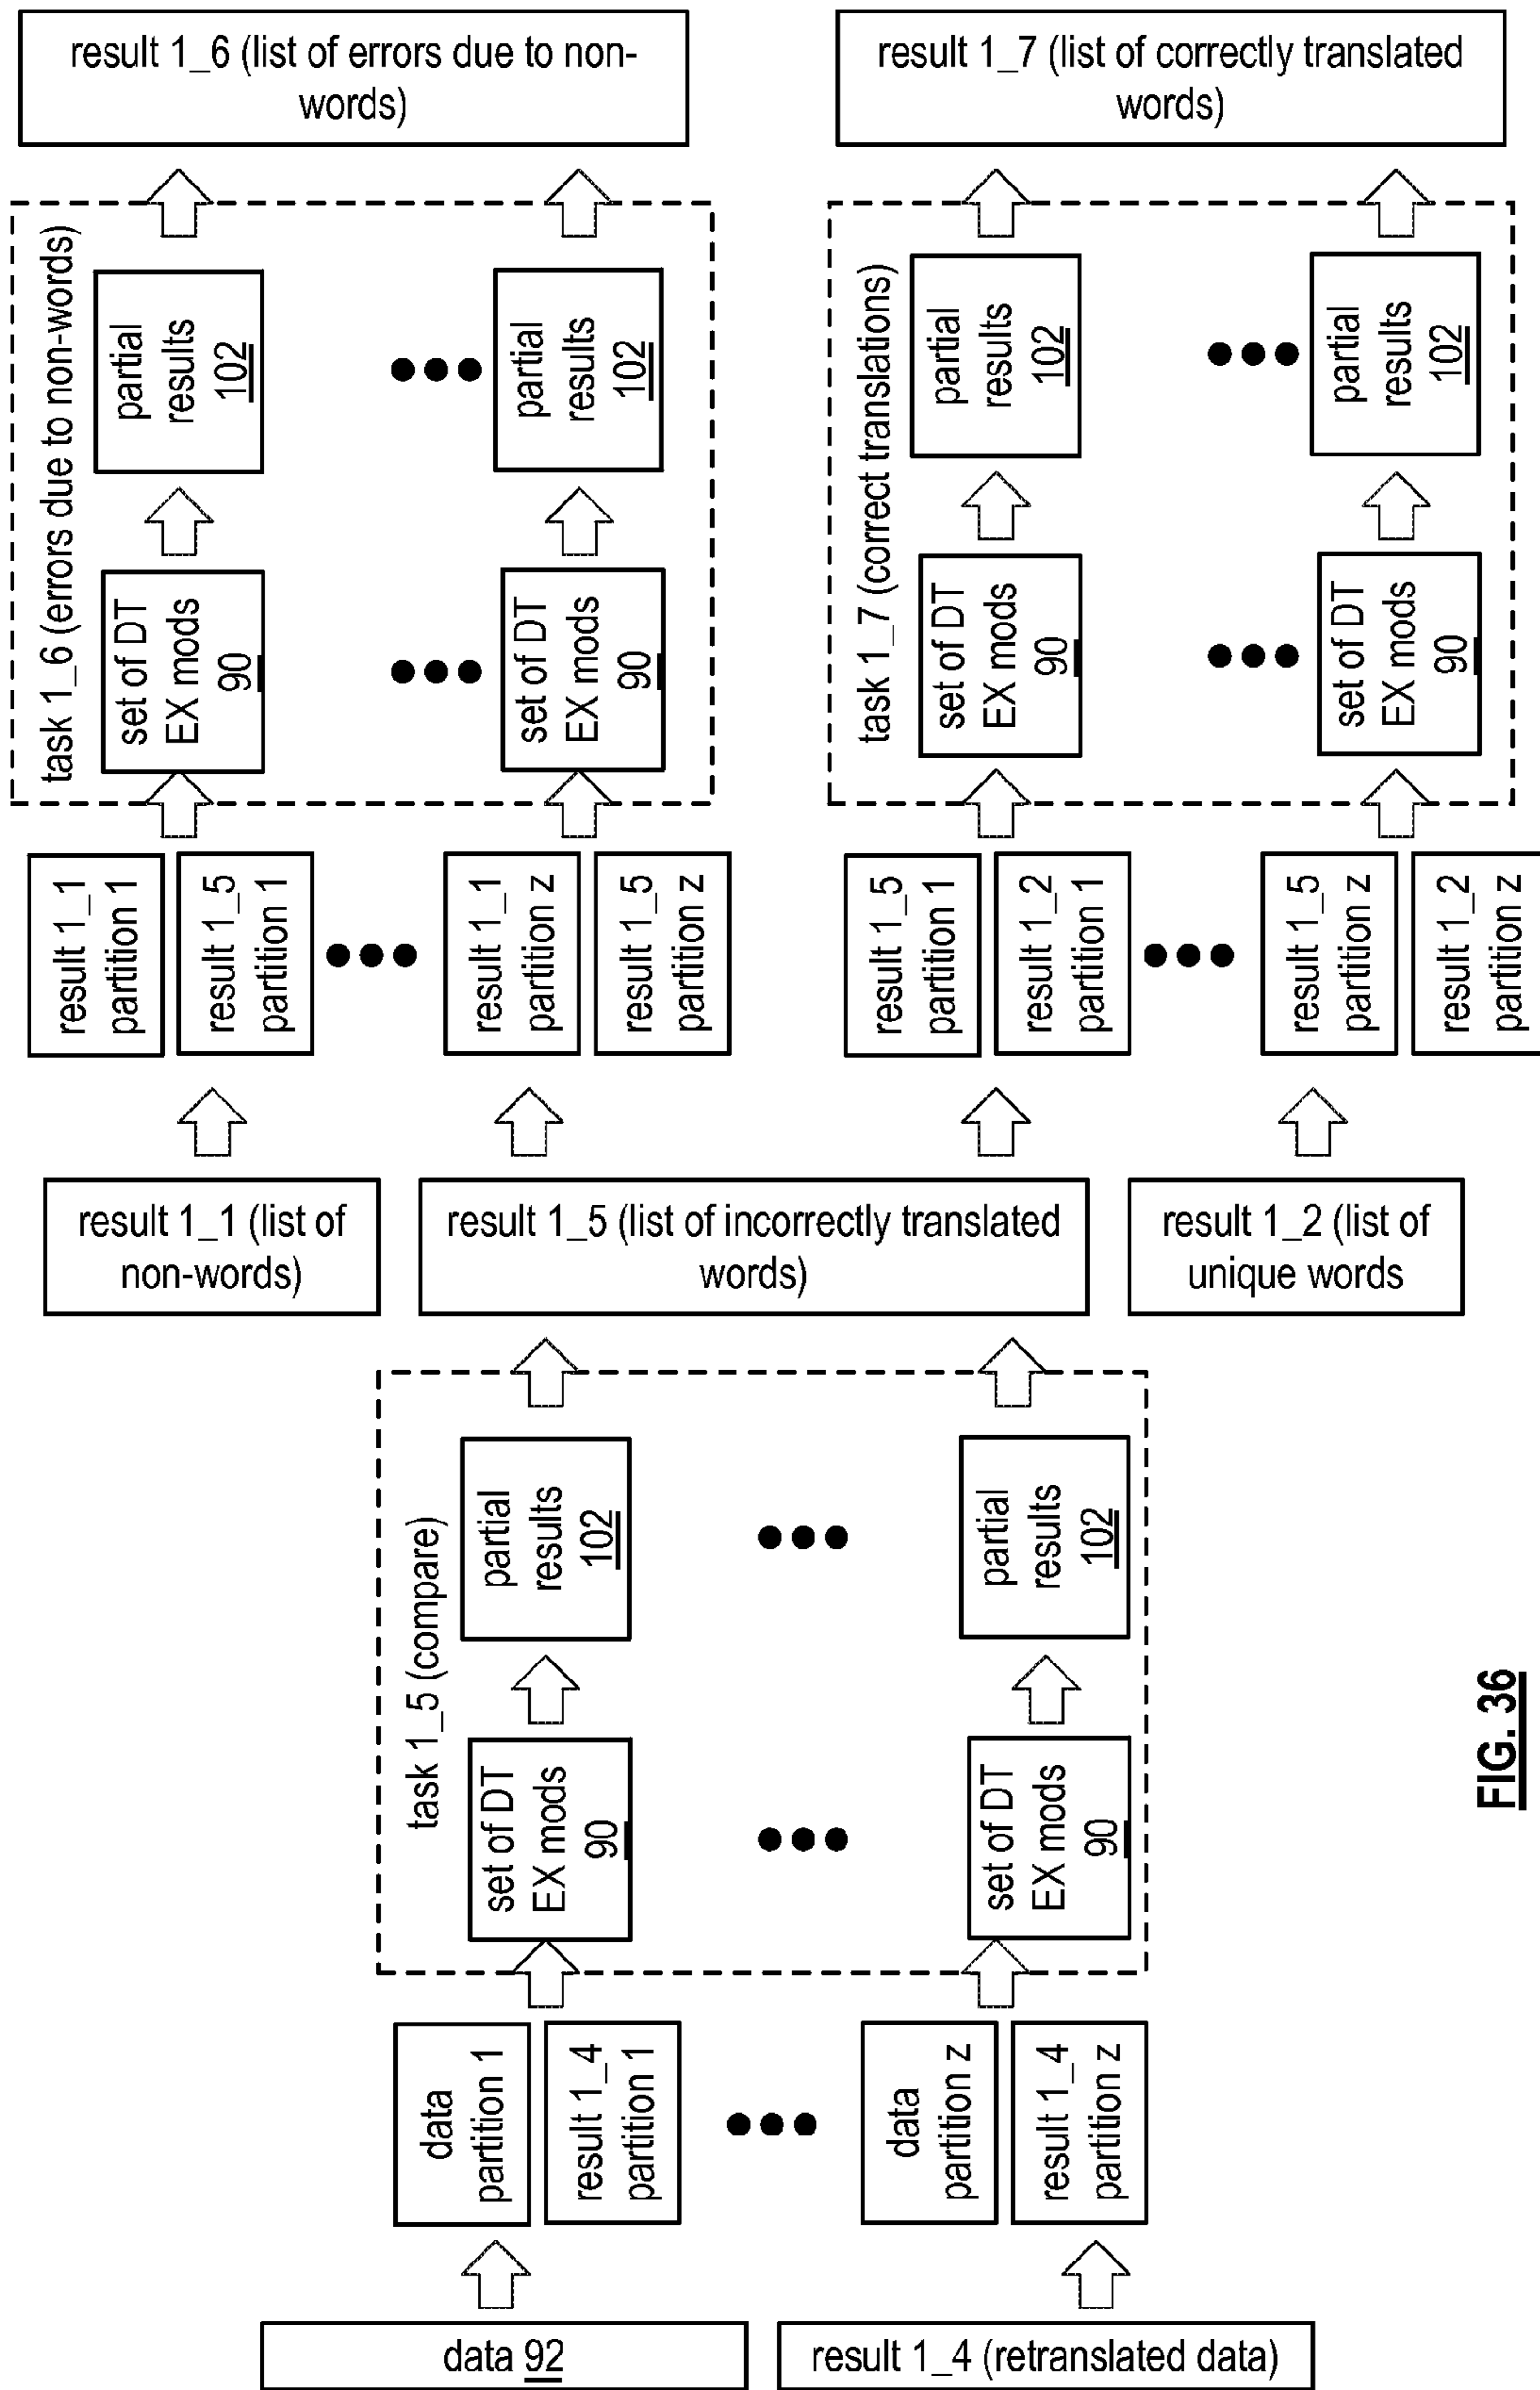 data 92
result 1_4 (retranslated data)
data
partition 1
result 1_4
partition 1
data
partition z
result 1_4
partition z
task 1_5 (compare)
set of DT
EX mods
90
partial
results
102
set of DT
EX mods
90
partial
results
102
result 1_1 (list of
non-words)
result 1_5 (list of incorrectly translated
words)
result 1_2 (list of
unique words
result 1_1
partition 1
result 1_5
partition 1
result 1_1
partition z
result 1_5
partition z
task 1_6 (errors due to non-words)
set of DT
EX mods
90
partial
results
102
set of DT
EX mods
90
partial
results
102
result 1_6 (list of errors due to non-
words)
result 1_5
partition 1
result 1_2
partition 1
result 1_5
partition z
result 1_2
partition z
task 1_7 (correct translations)
set of DT
EX mods
90
partial
results
102
set of DT
EX mods
90
partial
results
102
result 1_7 (list of correctly translated
words)
FIG. 36